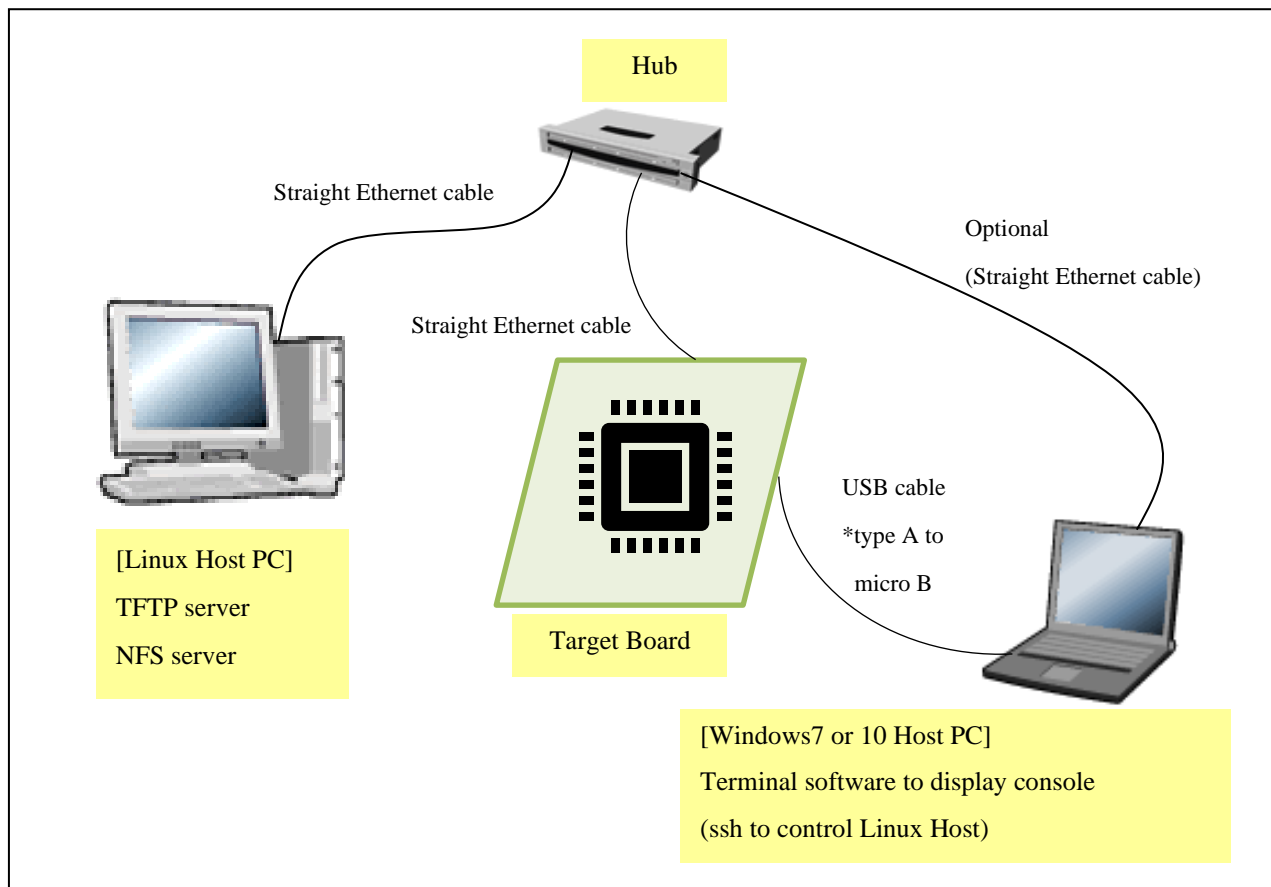 Hub
Straight Ethernet cable
Optional
(Straight Ethernet cable)
Straight Ethernet cable
USB cable
*type A to
micro B
[Linux Host PC]
TFTP server
NFS server
Target Board
[Windows7 or 10 Host PC]
Terminal software to display console
(ssh to control Linux Host)